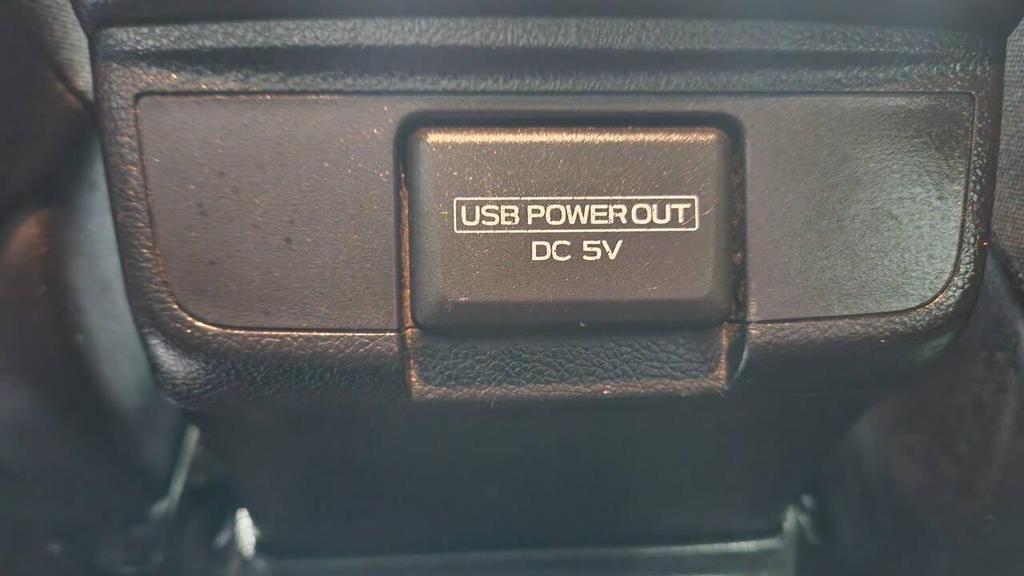 USB POWER OUT
DC 5V